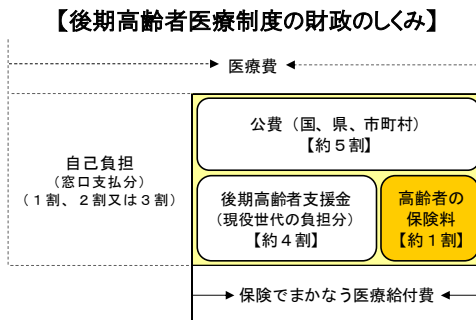 【後期高齢者医療制度の財政のしくみ】
医療費
公費（国、県、市町村）
【約５割】
自己負担
（窓口支払分）
（１割、２割又は３割）
後期高齢者支援金
（現役世代の負担分）
【約４割】
高齢者の
保険料
【約１割】
保険でまかなう医療給付費